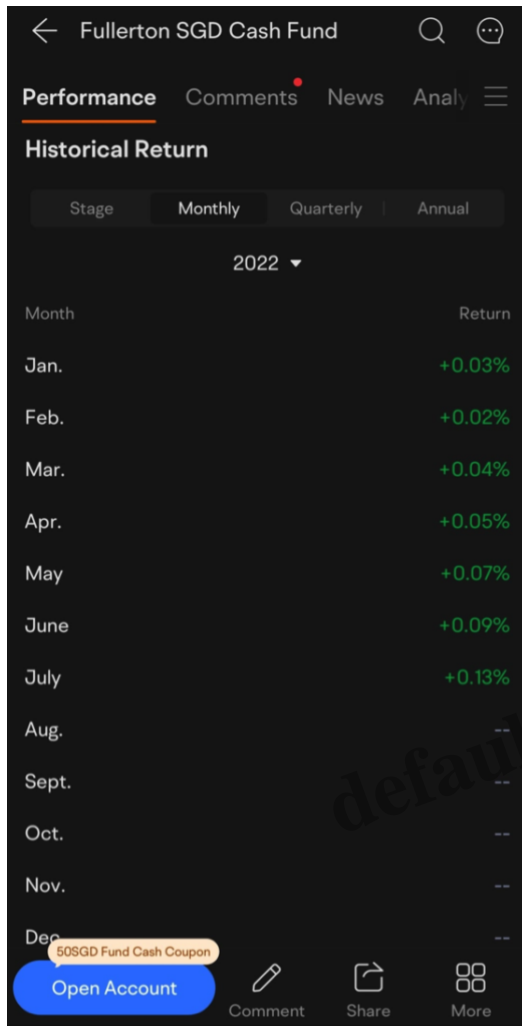 Fullerton SGD Cash Fund
Performance Comments News Analy
Historical Return
Stage Monthly Quarterly Annual
2022
Month Return
Jan. +0.03%
Feb. +0.02%
Mar. +0.04%
Apr. +0.05%
May +0.07%
June +0.09%
July +0.13%
Aug. --
Sept. --
Oct. --
Nov. --
Dec. --
50SGD Fund Cash Coupon
Open Account Comment Share More
defaul